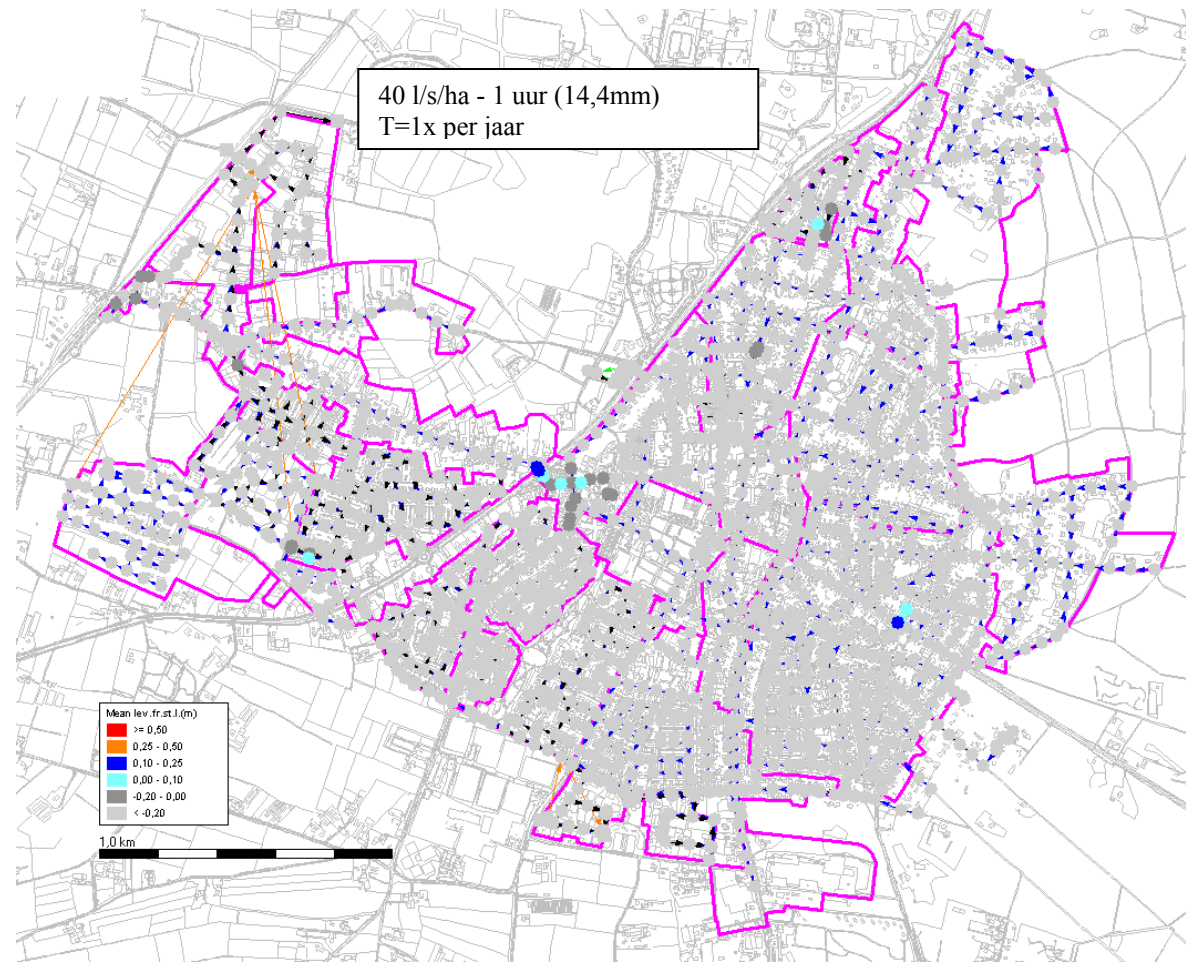 40 l/s/ha - 1 uur (14,4mm)
T=1x per jaar
Mean lev.fr.st.l.(m)
>= 0,50
0,25 - 0,50
0,10 - 0,25
0,00 - 0,10
-0,20 - 0,00
< -0,20
1,0 km